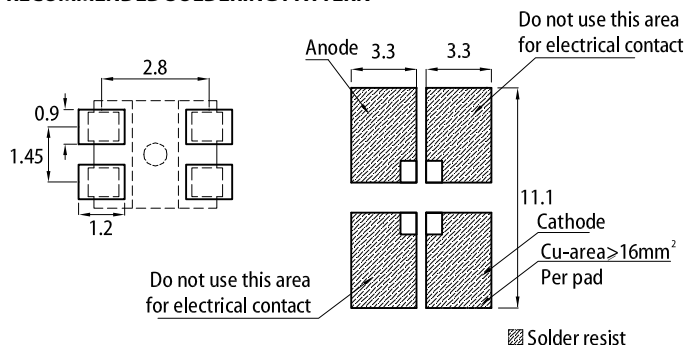 RECOMMENDED SOLDERING PATTERN
Do not use this area
for electrical contact
Anode
3.3
3.3
2.8
0.9
1.45
1.2
11.1
Cathode
Cu-area≥16mm²
Per pad
Do not use this area
for electrical contact
Solder resist